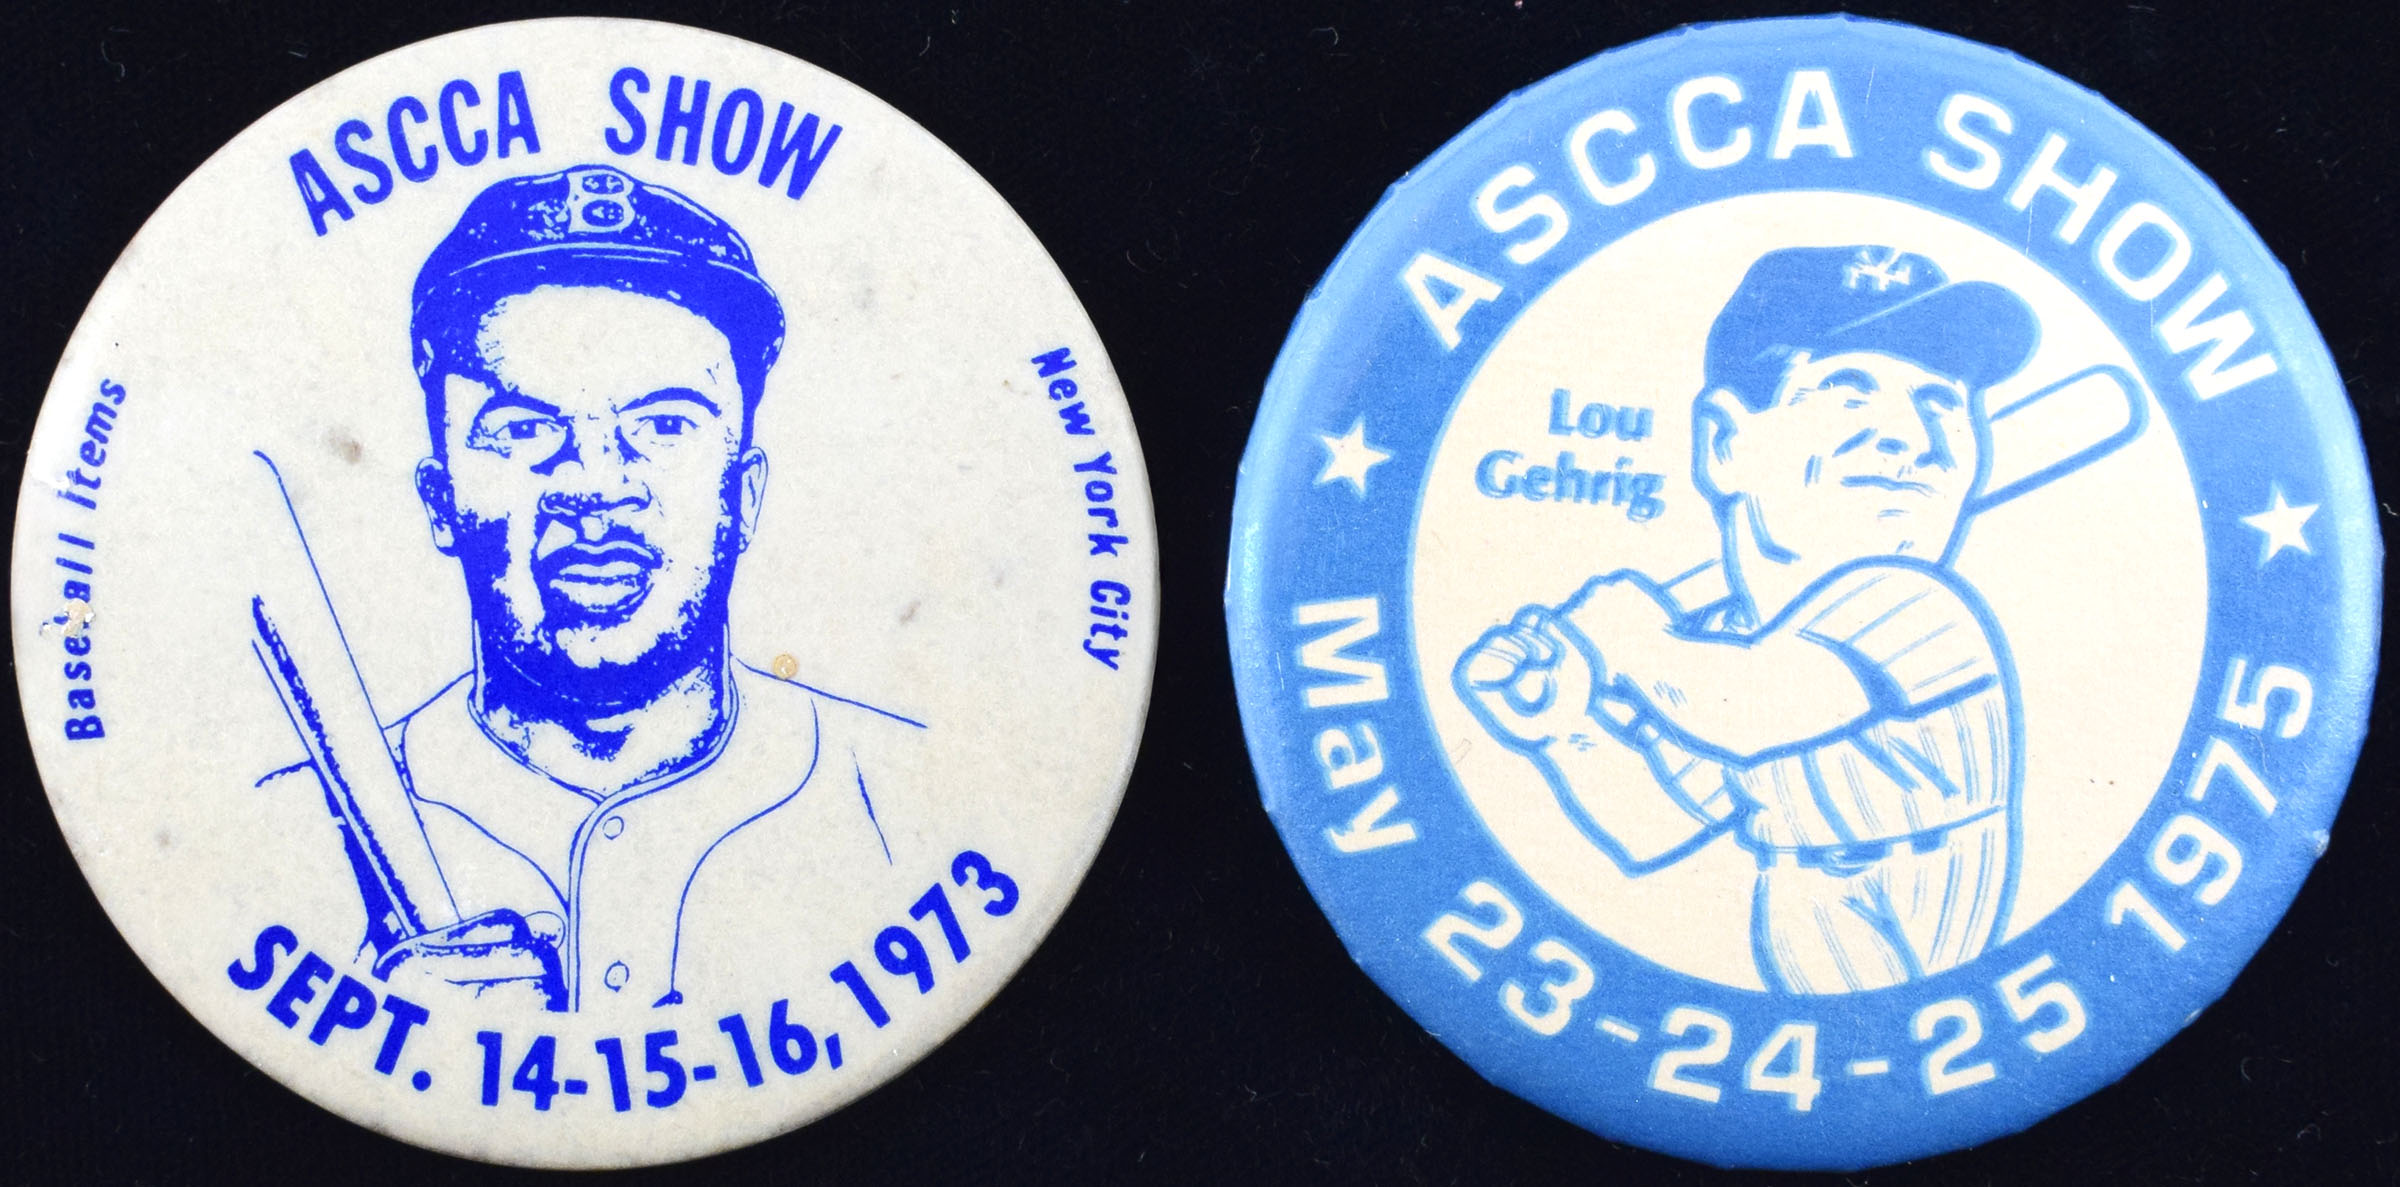 ASCCA SHOW
Baseball Items
New York City
SEPT. 14-15-16, 1973
ASCCA SHOW
Lou
Gehrig
May 23-24-25 1975